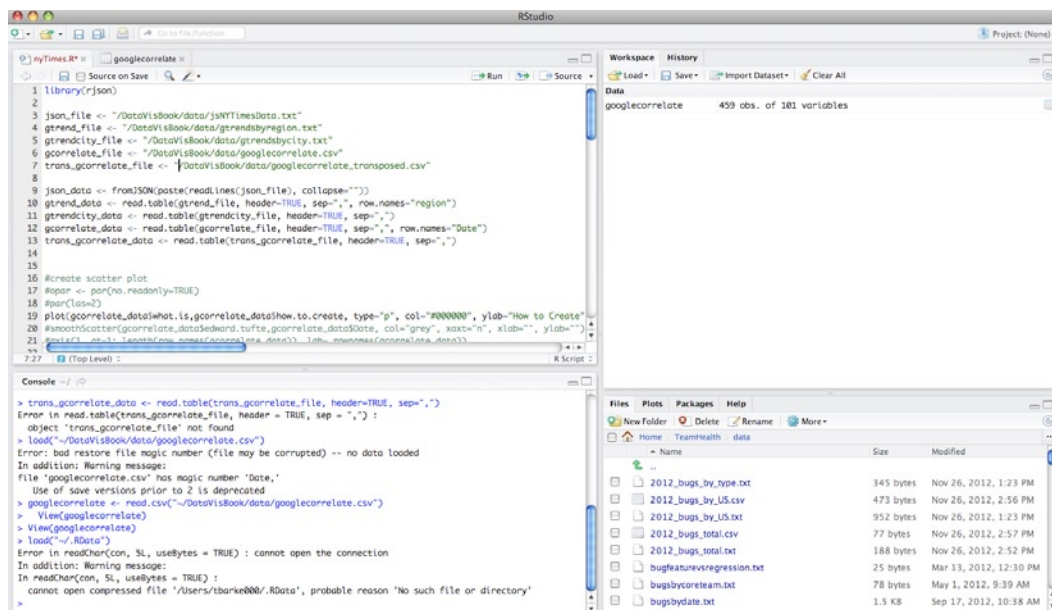 RStudio
Go to file/function
Project: (None)
nyTimes.R* googlecorrelate
Source on Save Run Source
1 library(rjson)
2
3 json_file <- "/DataVisBook/data/jsNYTimesData.txt"
4 gtrend_file <- "/DataVisBook/data/gtrendsbyregion.txt"
5 gtrendcity_file <- "/DataVisBook/data/gtrendsbycity.txt"
6 gcorrelate_file <- "/DataVisBook/data/googlecorrelate.csv"
7 trans_gcorrelate_file <- "/DataVisBook/data/googlecorrelate_transposed.csv"
8
9 json_data <- fromJSON(paste(readLines(json_file), collapse=""))
10 gtrend_data <- read.table(gtrend_file, header=TRUE, sep=",", row.names="region")
11 gtrendcity_data <- read.table(gtrendcity_file, header=TRUE, sep=",")
12 gcorrelate_data <- read.table(gcorrelate_file, header=TRUE, sep=",", row.names="Date")
13 trans_gcorrelate_data <- read.table(trans_gcorrelate_file, header=TRUE, sep=",")
14
15
16 #create scatter plot
17 #opar <- par(no.readonly=TRUE)
18 #par(las=2)
19 plot(gcorrelate_data$what.is,gcorrelate_data$how.to.create, type="p", col="#000000", ylab="How to Create"
20 #smoothScatter(gcorrelate_data$edward.tufte,gcorrelate_data$Date, col="grey", xaxt="n", xlab="", ylab="")
21 #axis(1, at=1: length(row.names(gcorrelate_data)), lab= rownames(gcorrelate_data))
22
7:27 (Top Level) R Script
Console ~/
> trans_gcorrelate_data <- read.table(trans_gcorrelate_file, header=TRUE, sep=",")
Error in read.table(trans_gcorrelate_file, header = TRUE, sep = ",") :
object 'trans_gcorrelate_file' not found
> load("~/DataVisBook/data/googlecorrelate.csv")
Error: bad restore file magic number (file may be corrupted) -- no data loaded
In addition: Warning message:
file 'googlecorrelate.csv' has magic number 'Date,'
Use of save versions prior to 2 is deprecated
> googlecorrelate <- read.csv("~/DataVisBook/data/googlecorrelate.csv")
> View(googlecorrelate)
> View(googlecorrelate)
> load("~/.RData")
Error in readChar(con, 5L, useBytes = TRUE) : cannot open the connection
In addition: Warning message:
In readChar(con, 5L, useBytes = TRUE) :
cannot open compressed file '/Users/tbarke000/.RData', probable reason 'No such file or directory'
>
Workspace History
Load Save Import Dataset Clear All
Data
googlecorrelate 459 obs. of 101 variables
Files Plots Packages Help
New Folder Delete Rename More
Home TeamHealth data
Name Size Modified
..
2012_bugs_by_type.txt 345 bytes Nov 26, 2012, 1:23 PM
2012_bugs_by_US.csv 473 bytes Nov 26, 2012, 2:56 PM
2012_bugs_by_US.txt 952 bytes Nov 26, 2012, 1:23 PM
2012_bugs_total.csv 77 bytes Nov 26, 2012, 2:57 PM
2012_bugs_total.txt 188 bytes Nov 26, 2012, 2:52 PM
bugfeaturevsregression.txt 25 bytes Mar 13, 2012, 12:30 PM
bugsbycoreteam.txt 78 bytes May 1, 2012, 9:39 AM
bugsbydate.txt 1.5 KB Sep 17, 2012, 10:38 AM